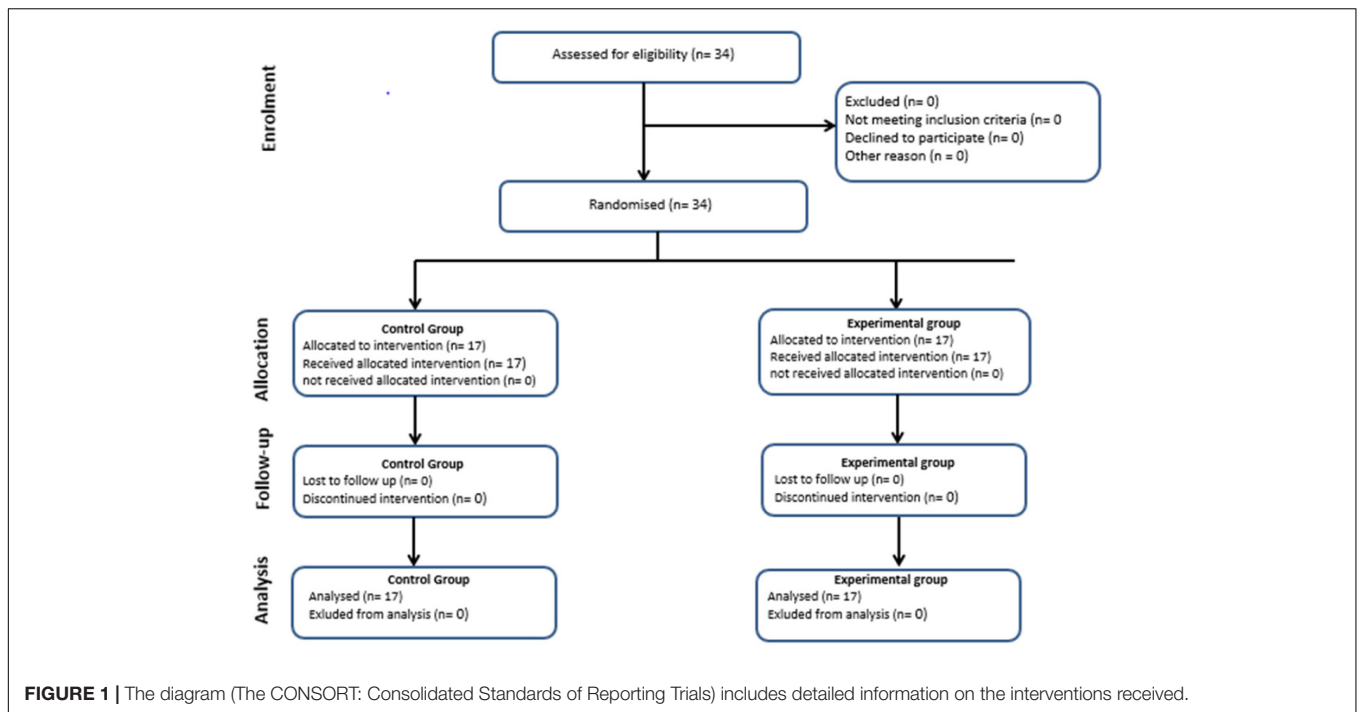 Enrolment
Assessed for eligibility (n= 34)
Excluded (n= 0)
Not meeting inclusion criteria (n= 0
Declined to participate (n= 0)
Other reason (n = 0)
Randomised (n= 34)
Allocation
Control Group
Allocated to intervention (n= 17)
Received allocated intervention (n= 17)
not received allocated intervention (n= 0)
Experimental group
Allocated to intervention (n= 17)
Received allocated intervention (n= 17)
not received allocated intervention (n= 0)
Follow-up
Control Group
Lost to follow up (n= 0)
Discontinued intervention (n= 0)
Experimental group
Lost to follow up (n= 0)
Discontinued intervention (n= 0)
Analysis
Control Group
Analysed (n= 17)
Exluded from analysis (n= 0)
Experimental group
Analysed (n= 17)
Exluded from analysis (n= 0)
FIGURE 1 | The diagram (The CONSORT: Consolidated Standards of Reporting Trials) includes detailed information on the interventions received.